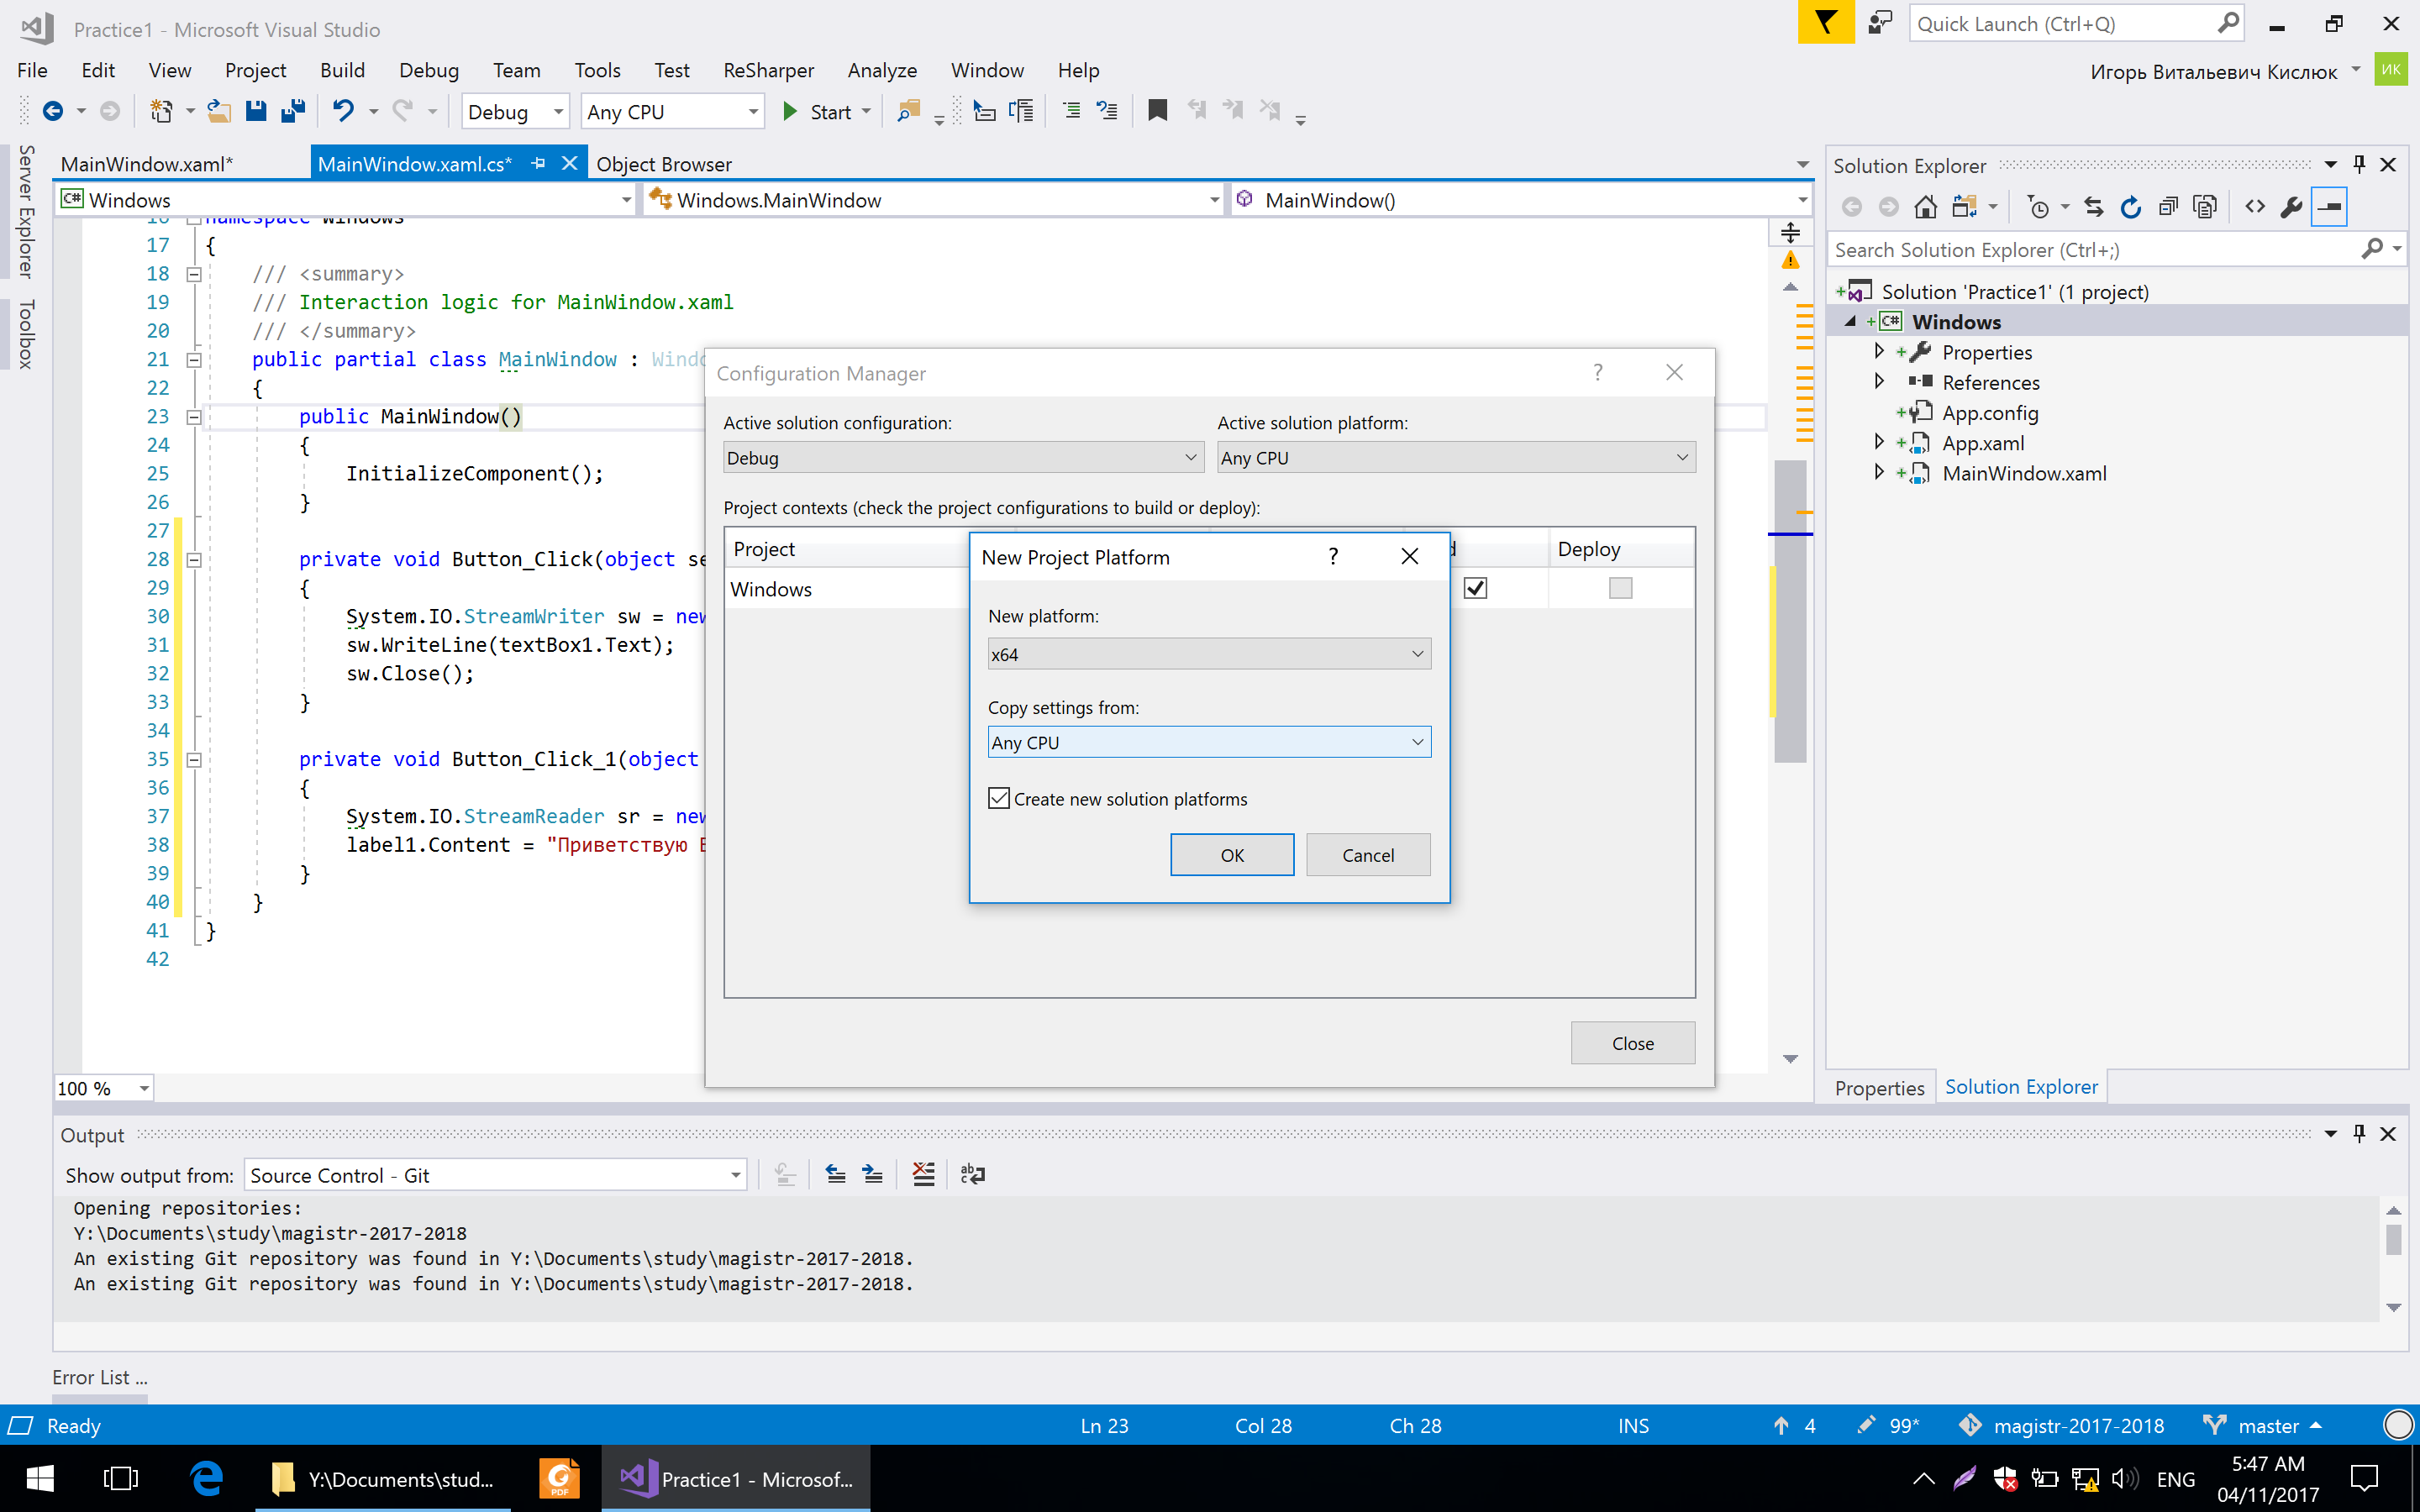 Practice1 - Microsoft Visual Studio
Quick Launch (Ctrl+Q)
File Edit View Project Build Debug Team Tools Test ReSharper Analyze Window Help
Игорь Витальевич Кислюк
ИК
Debug Any CPU Start
Server Explorer
Toolbox
MainWindow.xaml* MainWindow.xaml.cs* Object Browser
C# Windows Windows.MainWindow MainWindow()
16 namespace Windows
17 {
18 /// <summary>
19 /// Interaction logic for MainWindow.xaml
20 /// </summary>
21 public partial class MainWindow :
22 {
23 public MainWindow()
24 {
25 InitializeComponent();
26 }
27
28 private void Button_Click(object se
29 {
30 System.IO.StreamWriter sw = new
31 sw.WriteLine(textBox1.Text);
32 sw.Close();
33 }
34
35 private void Button_Click_1(object
36 {
37 System.IO.StreamReader sr = new
38 label1.Content = "Приветствую
39 }
40 }
41 }
42
100 %
Configuration Manager
?
Active solution configuration: Active solution platform:
Debug Any CPU
Project contexts (check the project configurations to build or deploy):
Project Deploy
Windows
New Project Platform
?
New platform:
x64
Copy settings from:
Any CPU
Create new solution platforms
OK Cancel
Close
Solution Explorer
Search Solution Explorer (Ctrl+;)
Solution 'Practice1' (1 project)
C# Windows
Properties
References
App.config
App.xaml
MainWindow.xaml
Properties Solution Explorer
Output
Show output from: Source Control - Git
Opening repositories:
Y:\Documents\study\magistr-2017-2018
An existing Git repository was found in Y:\Documents\study\magistr-2017-2018.
An existing Git repository was found in Y:\Documents\study\magistr-2017-2018.
Error List ...
Ready Ln 23 Col 28 Ch 28 INS 4 99* magistr-2017-2018 master
Y:\Documents\stud...
PDF
Practice1 - Microsof...
ENG
5:47 AM
04/11/2017